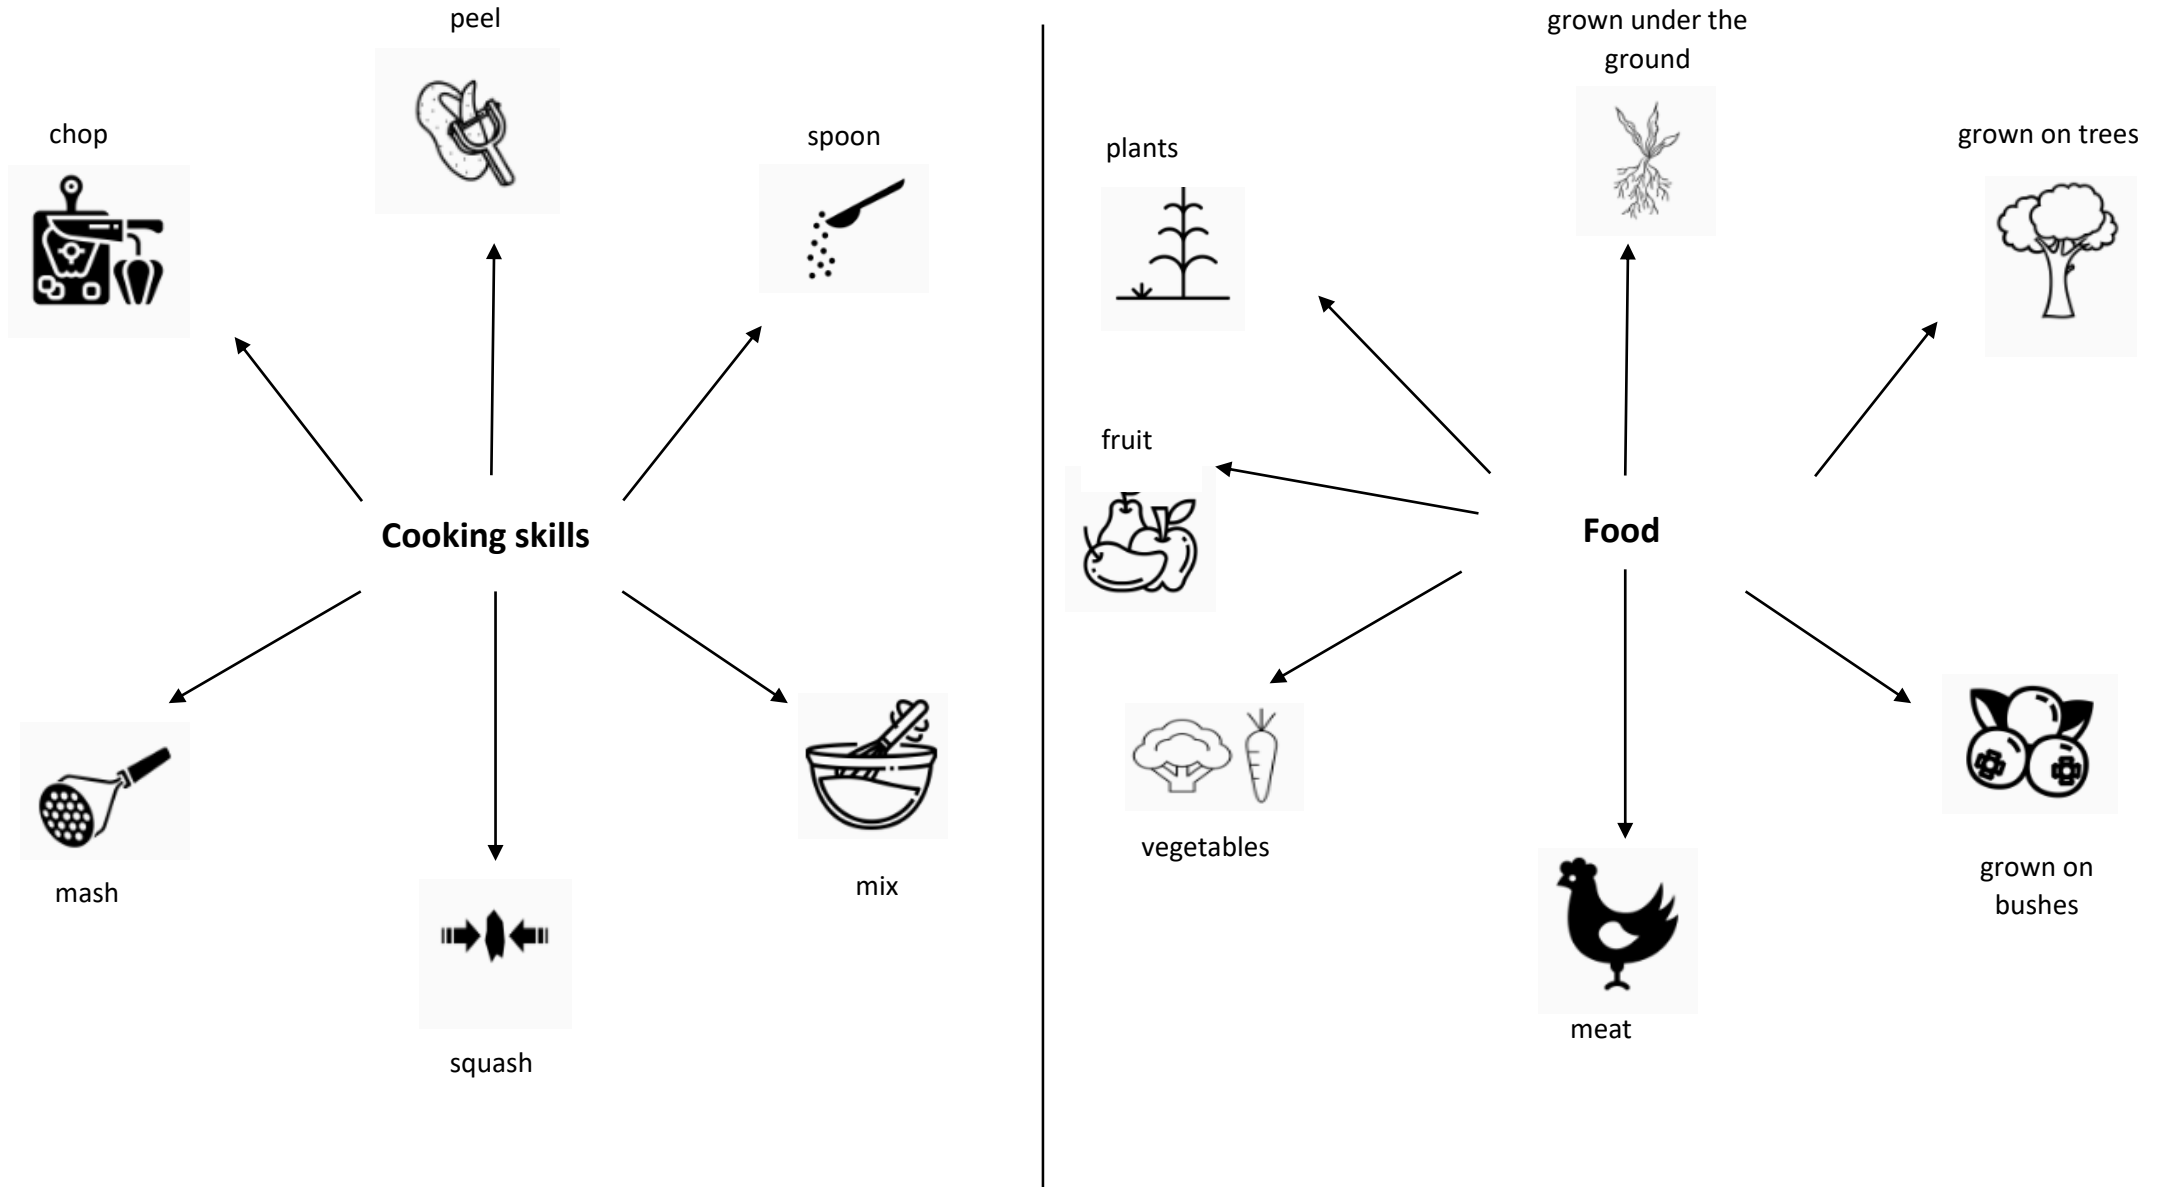 peel
chop
spoon
Cooking skills
mash
mix
squash
grown under the
ground
plants
grown on trees
fruit
Food
vegetables
grown on
bushes
meat